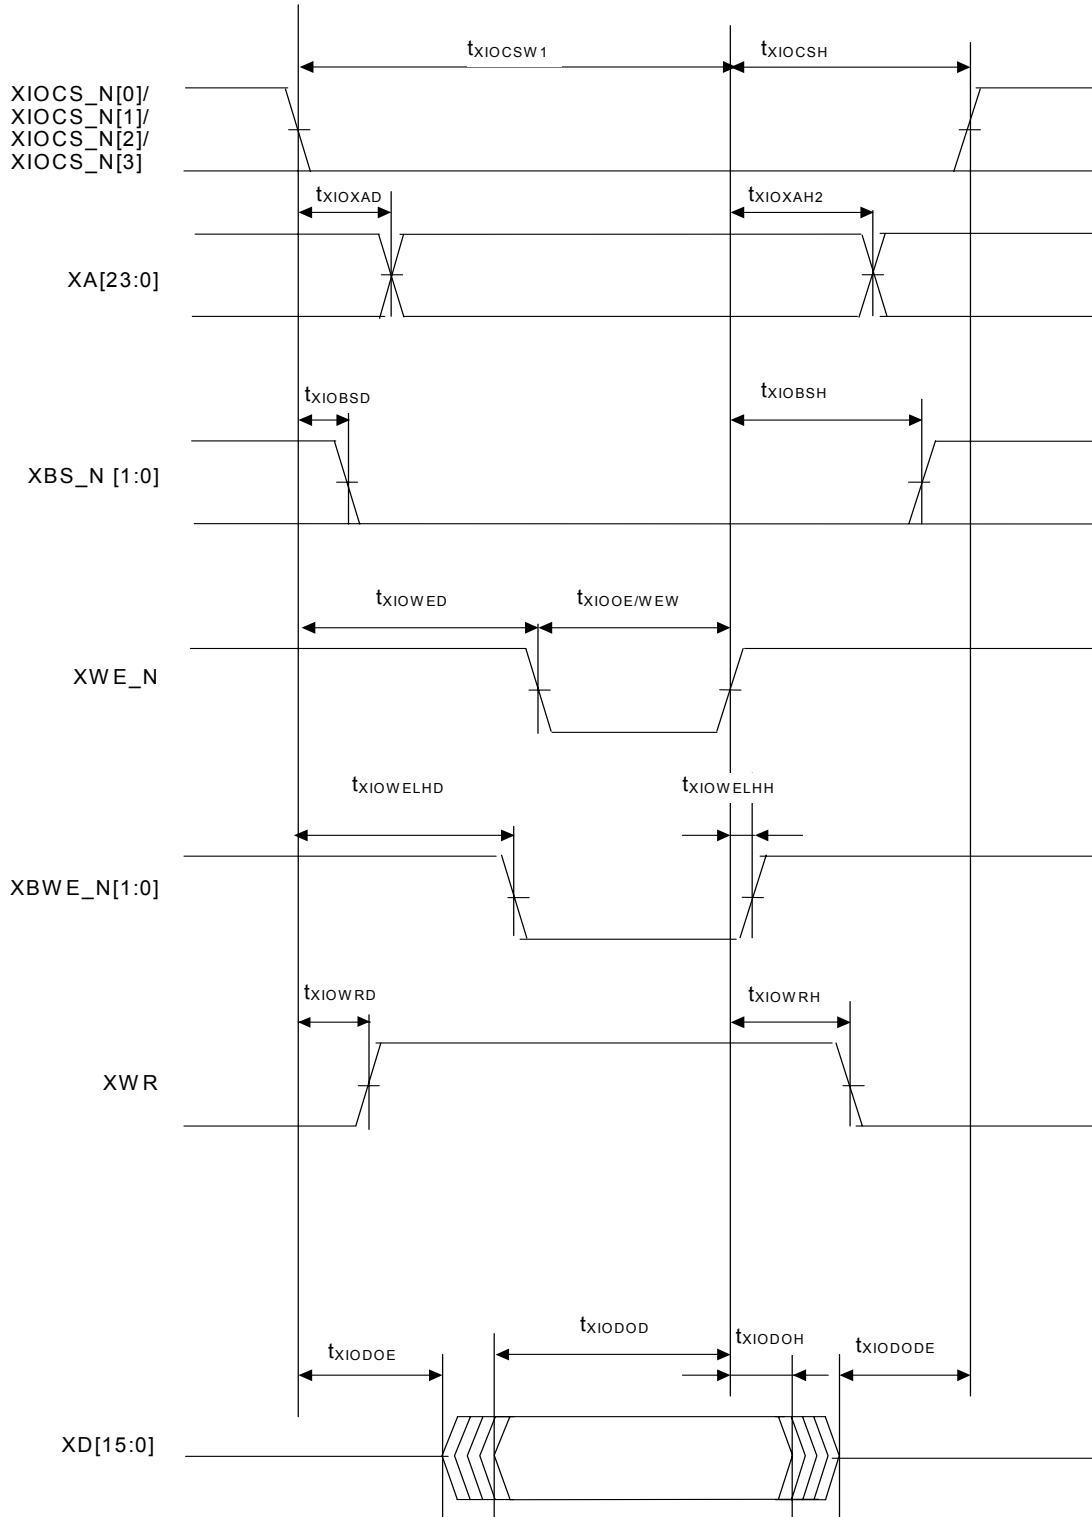 tXIOCSW1
tXIOCSH
XIOCS_N[0]/
XIOCS_N[1]/
XIOCS_N[2]/
XIOCS_N[3]
tXIOXAD
tXIOXAH2
XA[23:0]
tXIOBSD
tXIOBSH
XBS_N [1:0]
tXIOWED
tXIOOE/WEW
XWE_N
tXIOWELHD
tXIOWELHH
XBWE_N[1:0]
tXIOWRD
tXIOWRH
XWR
tXIODOE
tXIODOD
tXIODOH
tXIODODE
XD[15:0]